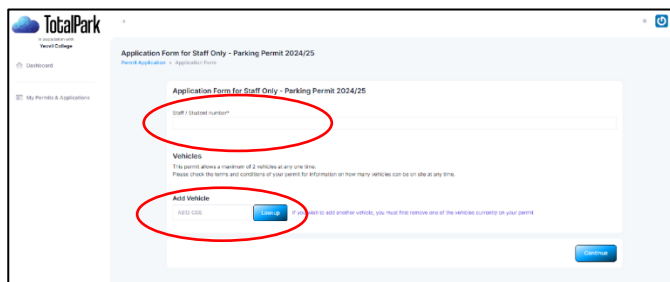 TotalPark
in association with
Yeovil College
Dashboard
My Permits & Applications
Application Form for Staff Only - Parking Permit 2024/25
Permit Application > Application Form
Application Form for Staff Only - Parking Permit 2024/25
Staff / Student number*
Vehicles
This permit allows a maximum of 2 vehicles at any one time.
Please check the terms and conditions of your permit for information on how many vehicles can be on site at any time.
Add Vehicle
AB12 CDE
Lookup
If you wish to add another vehicle, you must first remove one of the vehicles currently on your permit
Continue